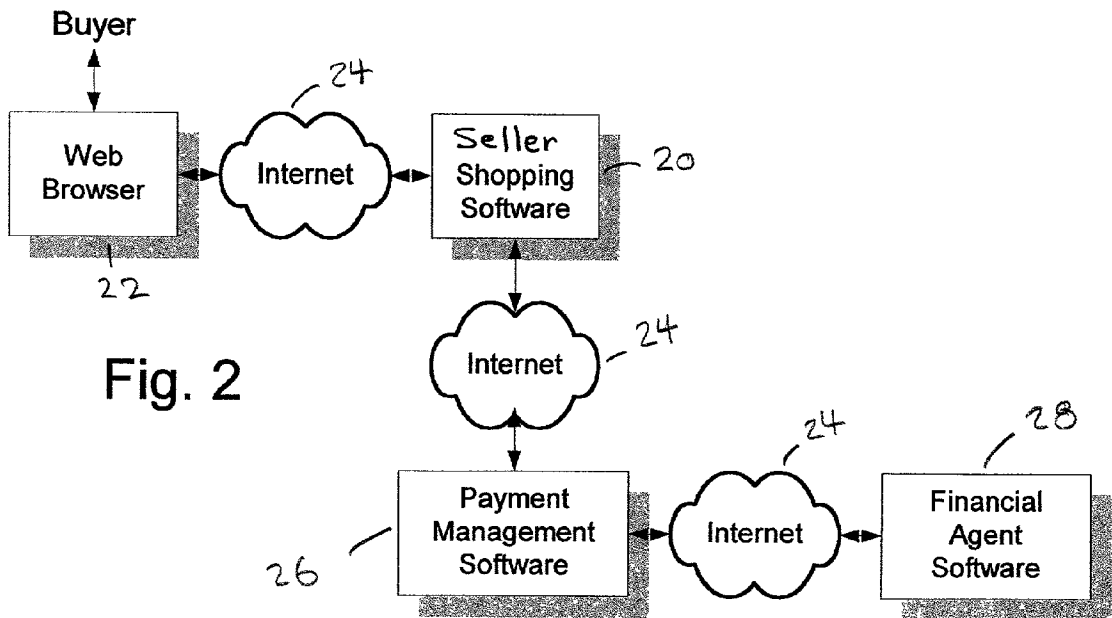 Buyer
24
Web
Browser
Internet
Seller
Shopping
Software
20
22
Internet
24
Fig. 2
24
28
Payment
Management
Software
Internet
Financial
Agent
Software
26